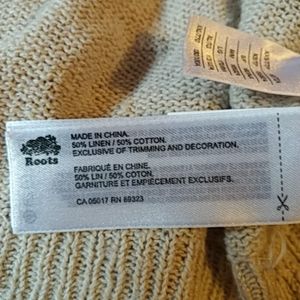 Roots
MADE IN CHINA.
50% LINEN / 50% COTTON.
EXCLUSIVE OF TRIMMING AND DECORATION.
FABRIQUÉ EN CHINE.
50% LIN / 50% COTON.
GARNITURE ET EMPIÈCEMENT EXCLUSIFS.
CA 05017 RN 89323